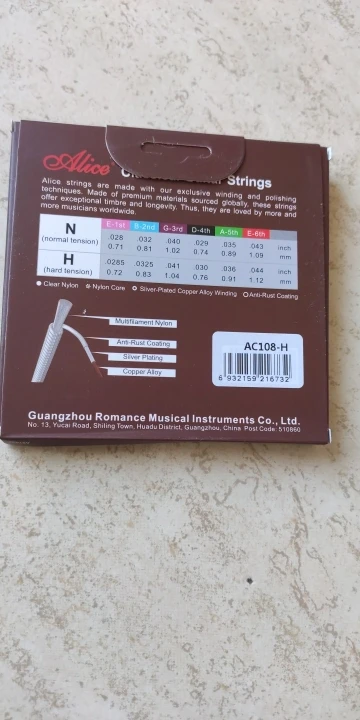 Alice
Strings
Alice strings are made with our exclusive winding and polishing
techniques. Made of premium materials sourced globally, these strings
offer exceptional timbre and longevity. Thus, they are loved by more and
more musicians worldwide.
E-1st B-2nd G-3rd D-4th A-5th E-6th
N .028 .032 .040 .029 .035 .043 inch
(normal tension) 0.71 0.81 1.02 0.74 0.89 1.09 mm
H .0285 .0325 .041 .030 .036 .044 inch
(hard tension) 0.72 0.83 1.04 0.76 0.91 1.12 mm
Clear Nylon Nylon Core Silver-Plated Copper Alloy Winding Anti-Rust Coating
Multifilament Nylon
Anti-Rust Coating
Silver Plating
Copper Alloy
AC108-H
6 932159 216732
Guangzhou Romance Musical Instruments Co., Ltd.
No. 13, Yucai Road, Shiling Town, Huadu District, Guangzhou, China Post Code: 510860